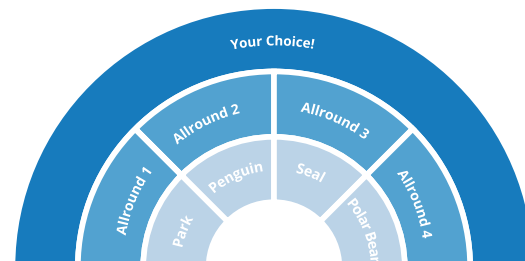 Your Choice!
Allround 1
Allround 2
Allround 3
Allround 4
Park
Penguin
Seal
Polar Bear